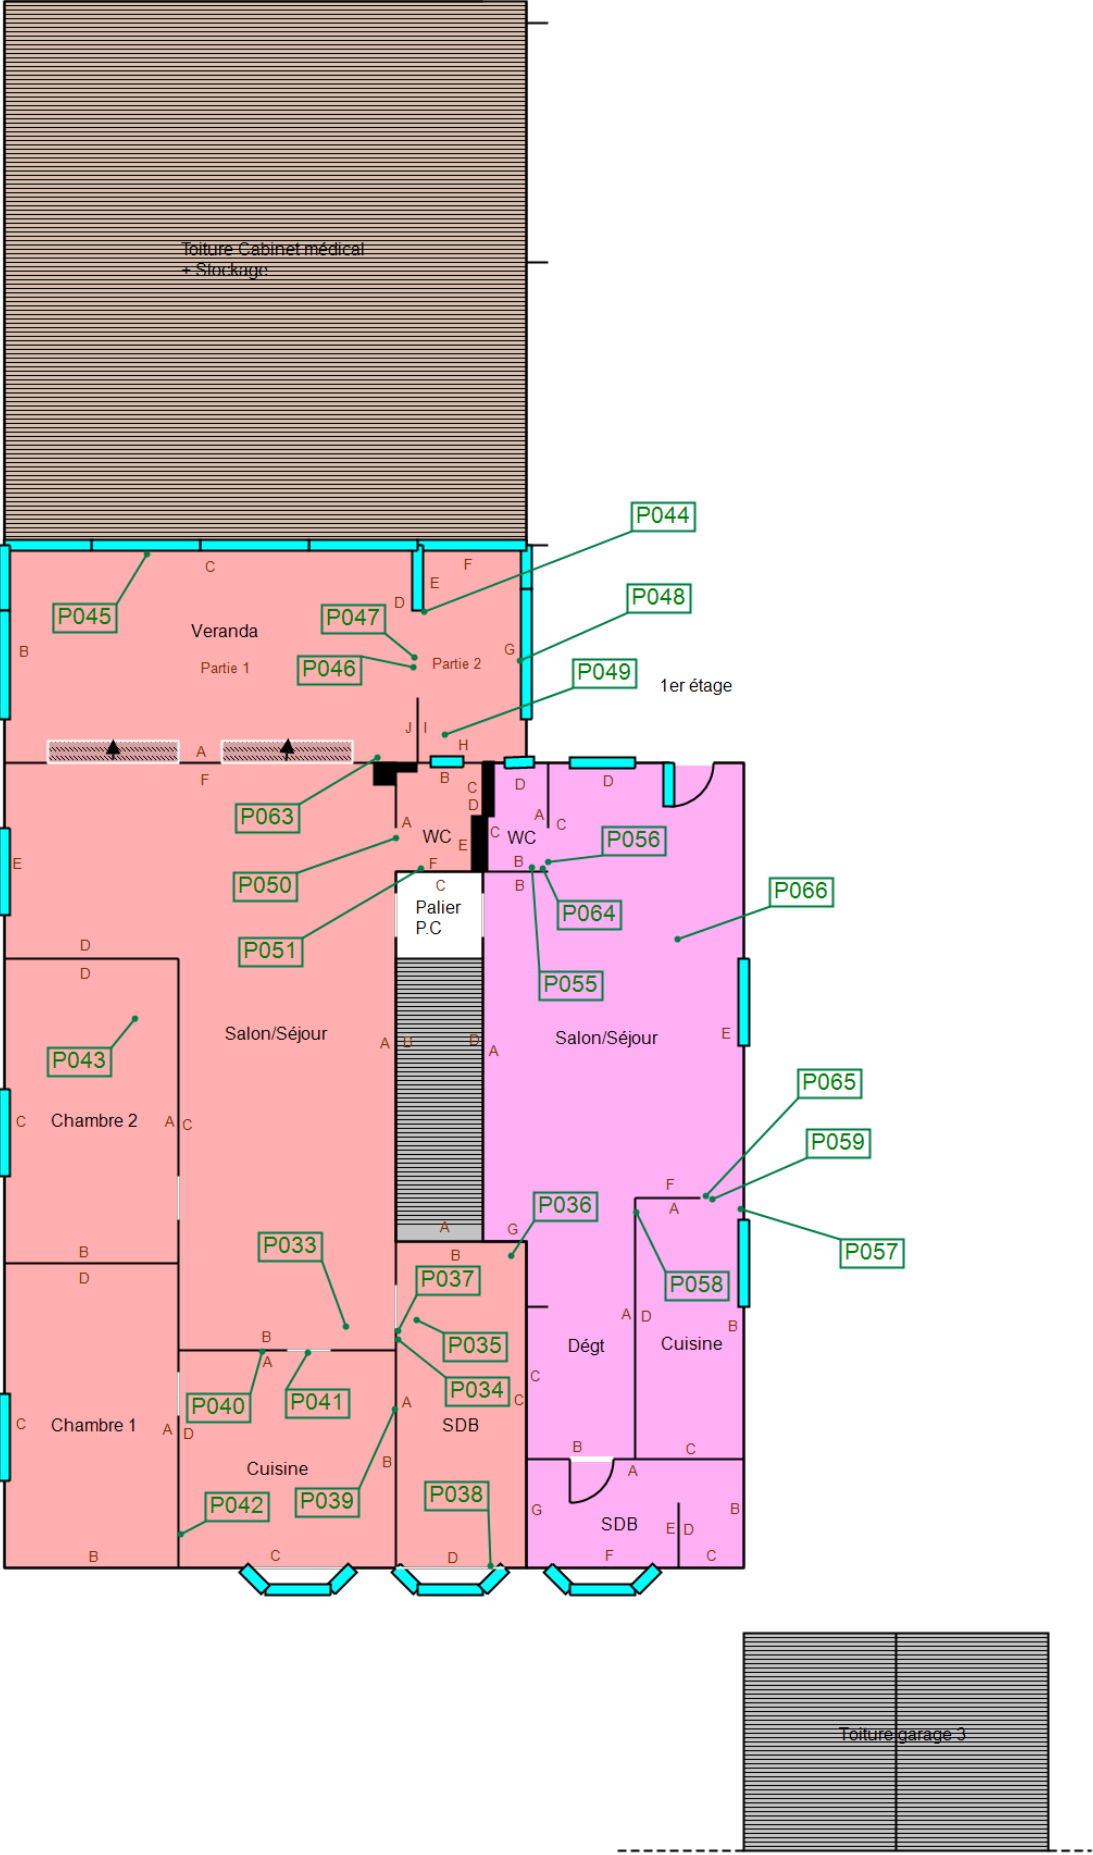 Toiture Cabinet médical
+ Stockage
P044
C
F
E
D
P045
P047
P048
Veranda
B
G
Partie 1
P046
Partie 2
P049
1er étage
J
I
H
A
F
B
C
D
D
P063
D
A
A
C
E
WC
E
C
WC
P056
F
B
P050
C
B
P066
Palier
P.C
P064
P051
D
D
P055
Salon/Séjour
A
D
A
Salon/Séjour
E
P043
P065
C
Chambre 2
A
C
P059
F
A
P036
A
G
P033
B
B
P057
D
P037
P058
A
D
B
B
A
P035
Dégt
Cuisine
P034
P040
P041
C
A
C
C
Chambre 1
A
D
SDB
B
C
B
Cuisine
A
P039
P038
P042
G
SDB
E
D
B
B
C
D
F
C
Toiture garage 3